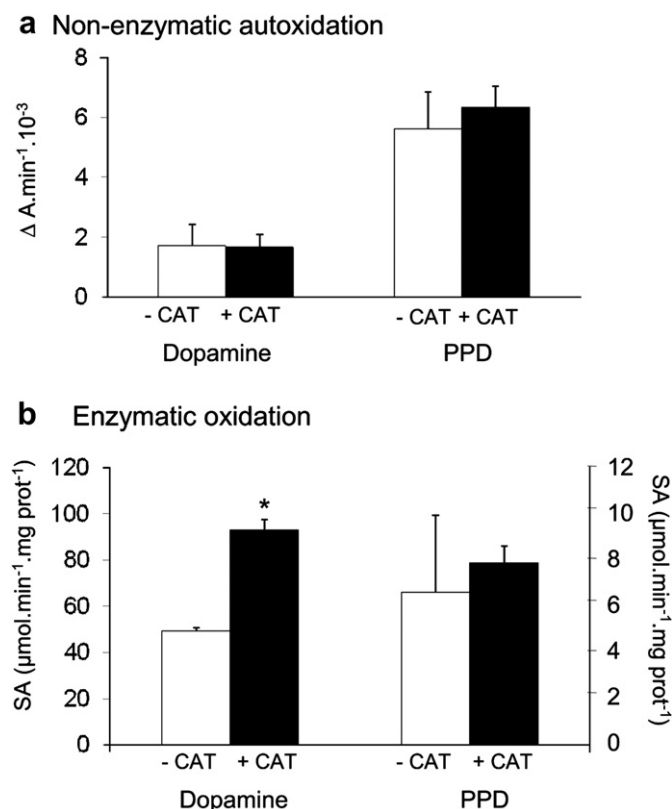 a Non-enzymatic autoxidation
Δ A.min⁻¹.10⁻³
8
6
4
2
0
- CAT + CAT - CAT + CAT
Dopamine PPD
b Enzymatic oxidation
SA (µmol.min⁻¹.mg prot⁻¹)
120
100
80
60
40
20
0
*
12
10
8
6
4
2
0
SA (µmol.min⁻¹.mg prot⁻¹)
- CAT + CAT - CAT + CAT
Dopamine PPD